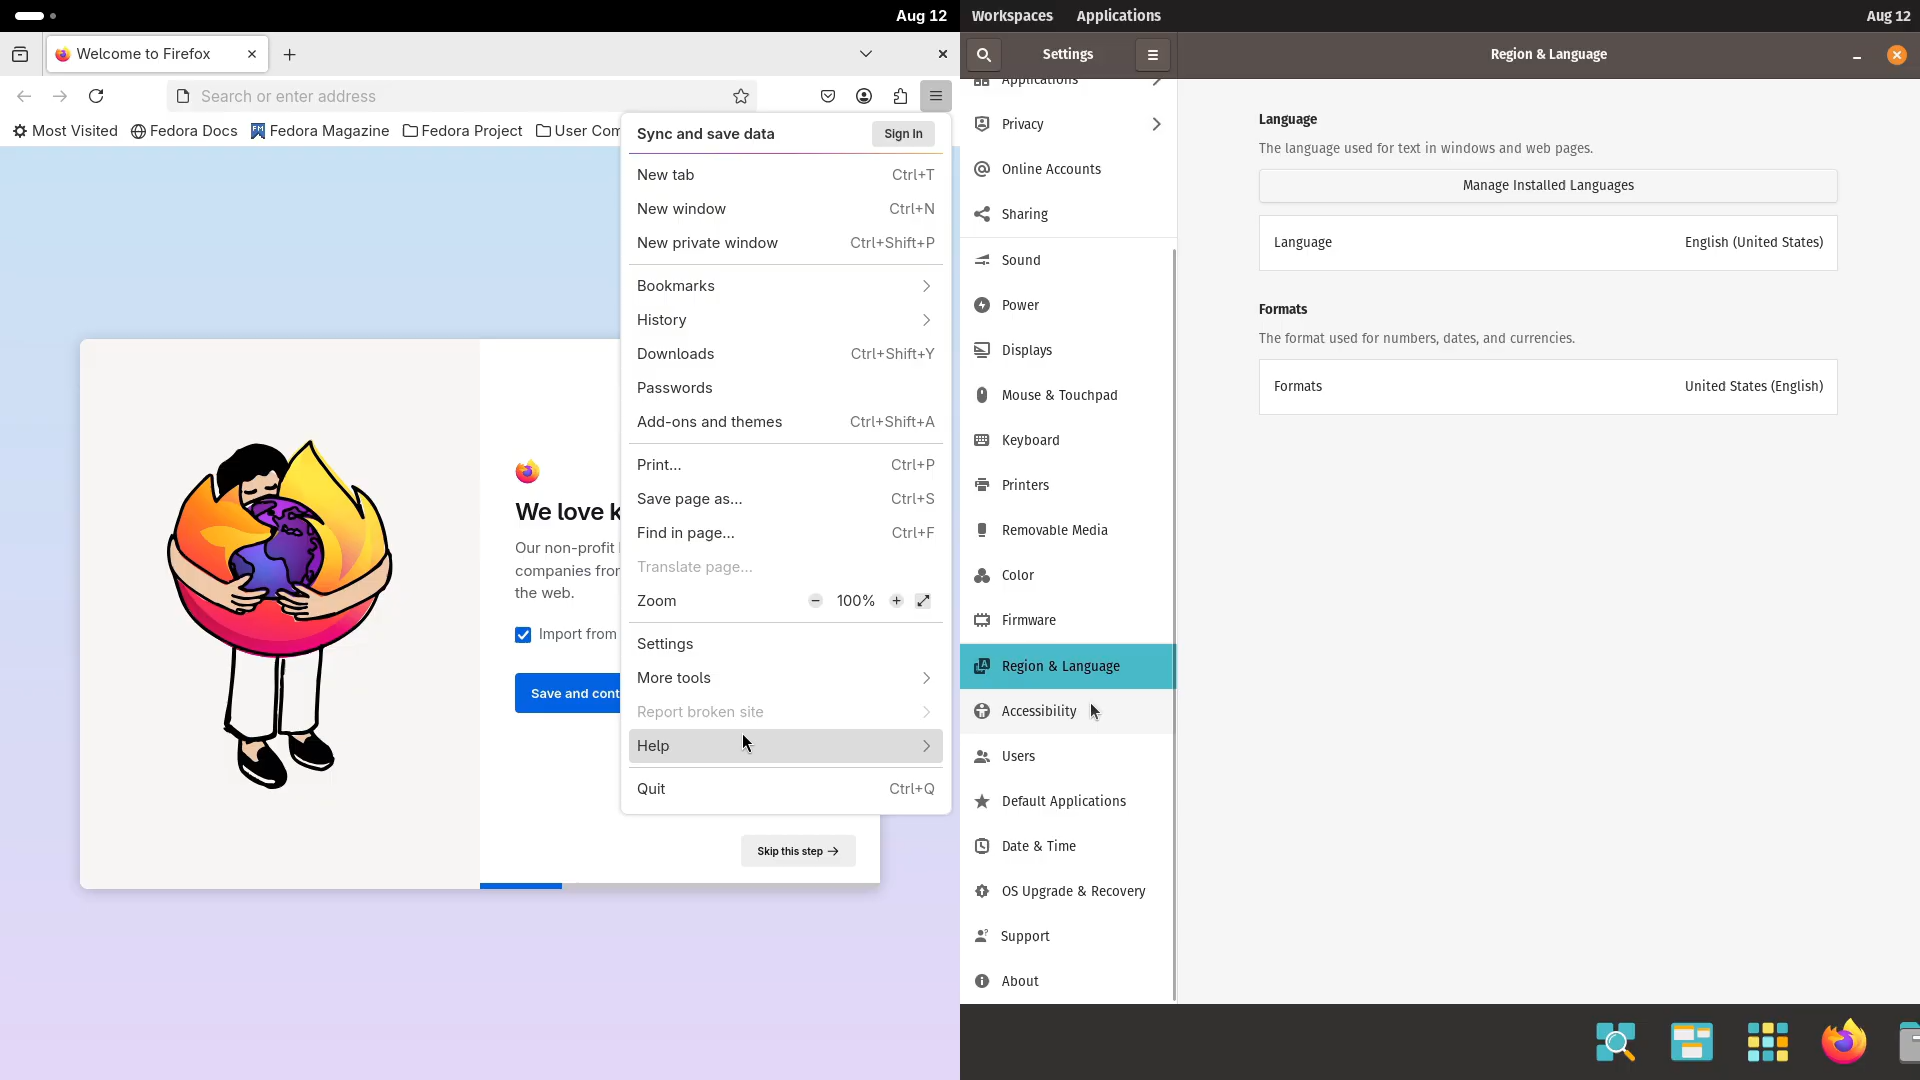 Aug 12
Welcome to Firefox
Search or enter address
Most Visited
Fedora Docs
Fedora Magazine
Fedora Project
User Com
Sync and save data
Sign In
New tab Ctrl+T
New window Ctrl+N
New private window Ctrl+Shift+P
Bookmarks
History
Downloads Ctrl+Shift+Y
Passwords
Add-ons and themes Ctrl+Shift+A
Print... Ctrl+P
Save page as... Ctrl+S
Find in page... Ctrl+F
Translate page...
Zoom 100%
Settings
More tools
Report broken site
Help
Quit Ctrl+Q
We love k
Our non-profit
companies from
the web.
Import from
Save and cont
Skip this step
Workspaces Applications Aug 12
Settings
Region & Language
Applications
Privacy
Online Accounts
Sharing
Sound
Power
Displays
Mouse & Touchpad
Keyboard
Printers
Removable Media
Color
Firmware
Region & Language
Accessibility
Users
Default Applications
Date & Time
OS Upgrade & Recovery
Support
About
Language
The language used for text in windows and web pages.
Manage Installed Languages
Language English (United States)
Formats
The format used for numbers, dates, and currencies.
Formats United States (English)